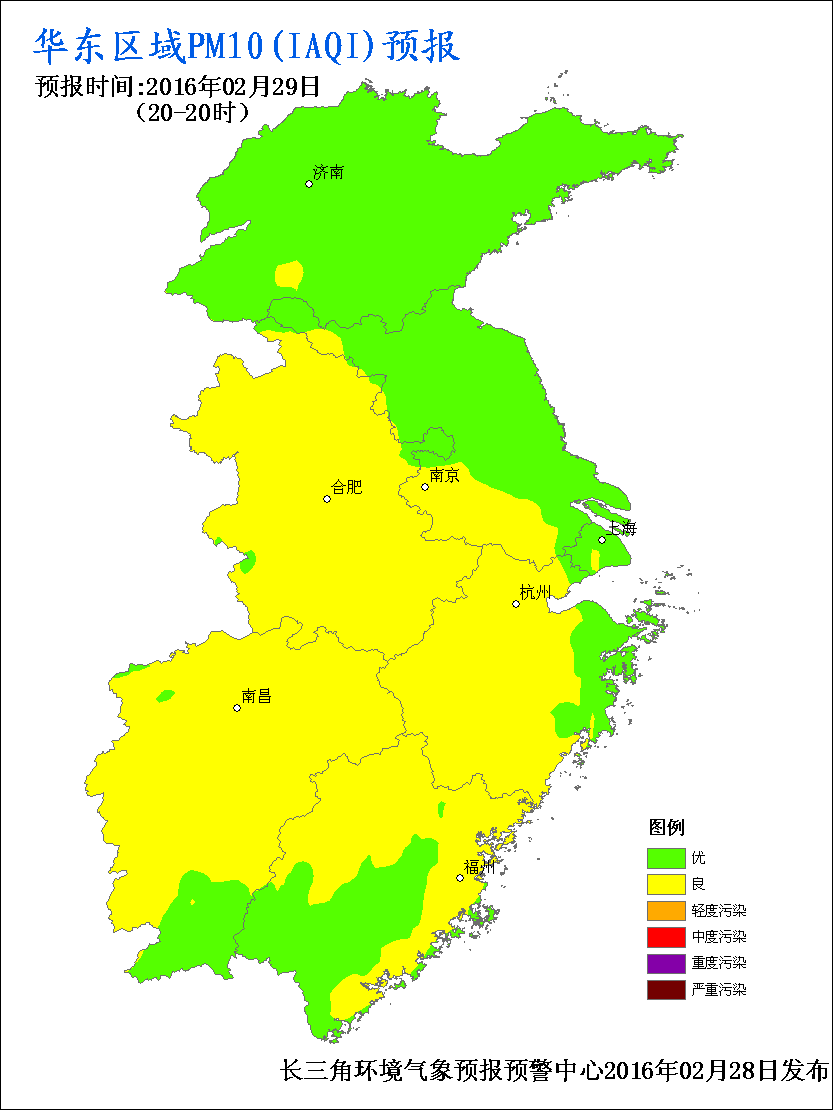 华东区域PM10(IAQI)预报
预报时间:2016年02月29日
(20-20时)
济南
合肥
南京
上海
杭州
南昌
福州
图例
优
良
轻度污染
中度污染
重度污染
严重污染
长三角环境气象预报预警中心2016年02月28日发布